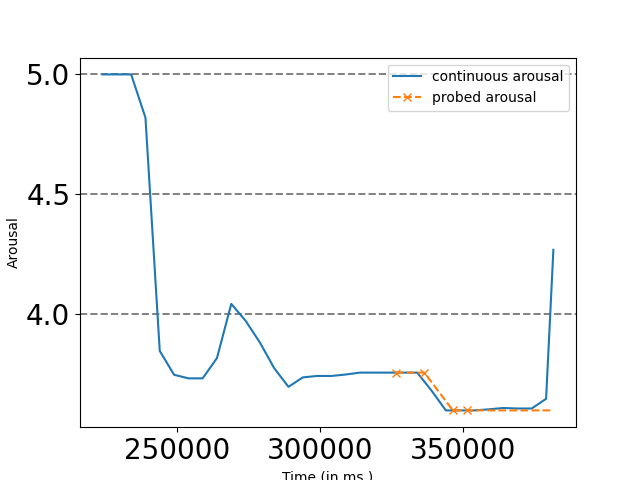 continuous arousal
probed arousal
5.0
4.5
4.0
Arousal
250000 300000 350000
Time (in ms.)